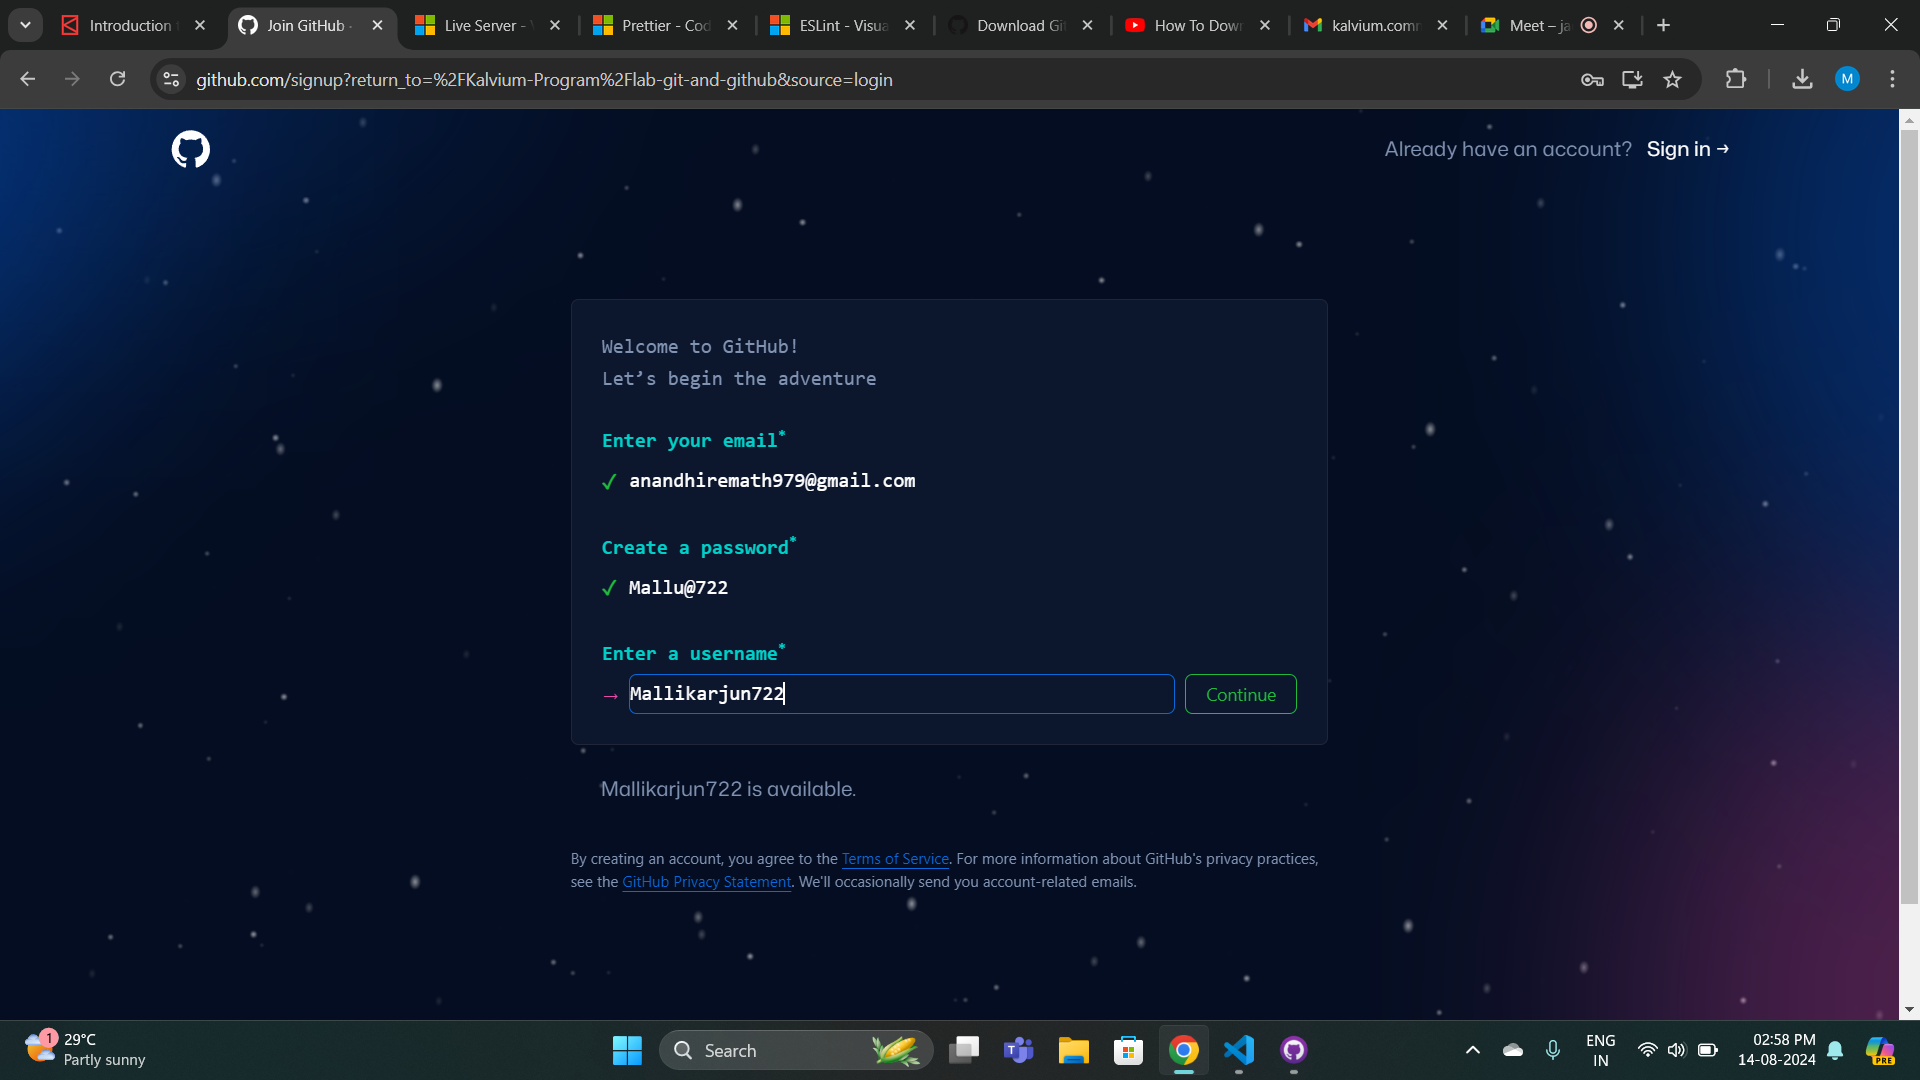 Introduction
Join GitHub ·
Live Server -
Prettier - Cod
ESLint - Visua
Download Git
How To Dow
kalvium.com
Meet – ja
github.com/signup?return_to=%2FKalvium-Program%2Flab-git-and-github&source=login
M
Already have an account? Sign in →
Welcome to GitHub!
Let’s begin the adventure
Enter your email*
✓ anandhiremath979@gmail.com
Create a password*
✓ Mallu@722
Enter a username*
→ Mallikarjun722
Continue
Mallikarjun722 is available.
By creating an account, you agree to the Terms of Service. For more information about GitHub's privacy practices,
see the GitHub Privacy Statement. We'll occasionally send you account-related emails.
1
29°C
Partly sunny
Search
ENG
IN
02:58 PM
14-08-2024
PRE